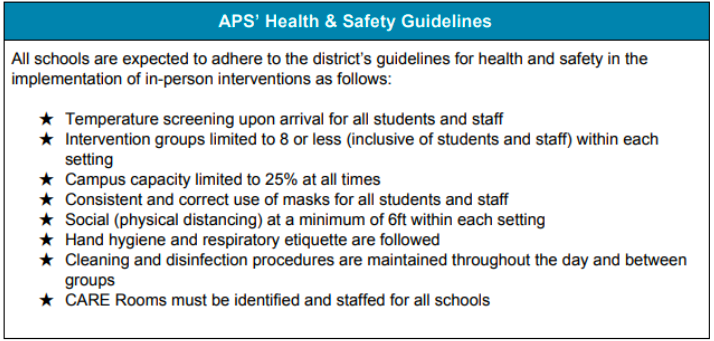 APS’ Health & Safety Guidelines
All schools are expected to adhere to the district’s guidelines for health and safety in the
implementation of in-person interventions as follows:
★ Temperature screening upon arrival for all students and staff
★ Intervention groups limited to 8 or less (inclusive of students and staff) within each
setting
★ Campus capacity limited to 25% at all times
★ Consistent and correct use of masks for all students and staff
★ Social (physical distancing) at a minimum of 6ft within each setting
★ Hand hygiene and respiratory etiquette are followed
★ Cleaning and disinfection procedures are maintained throughout the day and between
groups
★ CARE Rooms must be identified and staffed for all schools